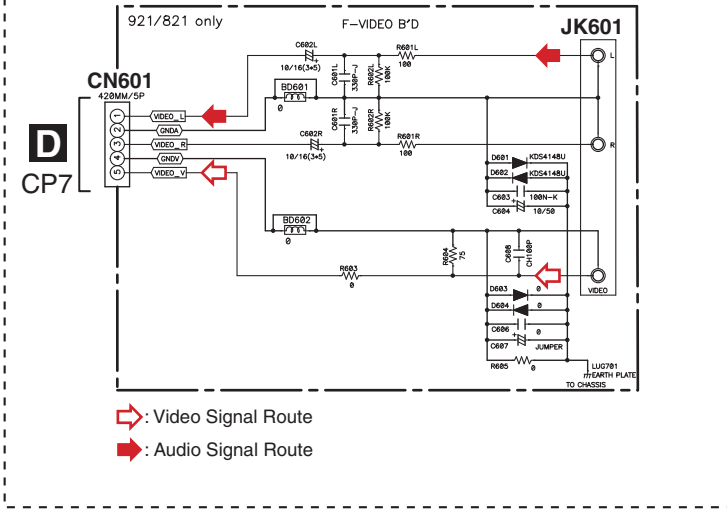 921/821 only
F-VIDEO B'D
JK601
C602L
10/16(3*5)
R601L
100
L
CN601
420MM/5P
BD601
0
C601L
330P-J
R602L
100K
1
VIDEO_L
2
GNDA
3
VIDEO_R
4
GNDV
5
VIDEO_V
D
CP7
C601R
330P-J
R602R
100K
C602R
10/16(3*5)
R601R
100
R
D601
KDS4148U
D602
KDS4148U
C603
100N-K
C604
10/50
BD602
0
R604
75
C608
CH100P
R603
0
VIDEO
D603
0
D604
0
C606
0
C607
JUMPER
R605
0
LUG701
EARTH PLATE
TO CHASSIS
: Video Signal Route
: Audio Signal Route